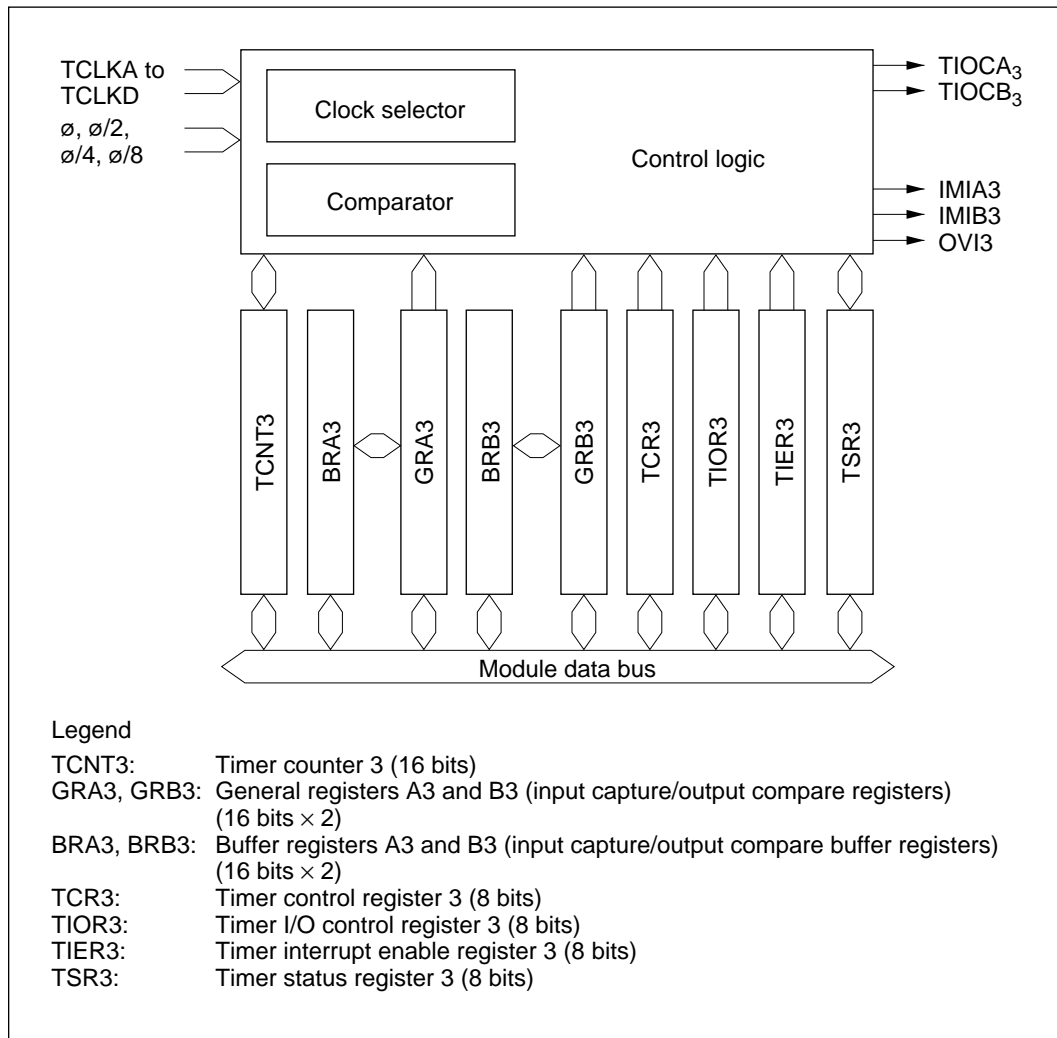 TCLKA to
TCLKD
ø, ø/2,
ø/4, ø/8
Clock selector
Comparator
Control logic
TIOCA₃
TIOCB₃
IMIA3
IMIB3
OVI3
TCNT3
BRA3
GRA3
BRB3
GRB3
TCR3
TIOR3
TIER3
TSR3
Module data bus
Legend
TCNT3: Timer counter 3 (16 bits)
GRA3, GRB3: General registers A3 and B3 (input capture/output compare registers)
(16 bits × 2)
BRA3, BRB3: Buffer registers A3 and B3 (input capture/output compare buffer registers)
(16 bits × 2)
TCR3: Timer control register 3 (8 bits)
TIOR3: Timer I/O control register 3 (8 bits)
TIER3: Timer interrupt enable register 3 (8 bits)
TSR3: Timer status register 3 (8 bits)